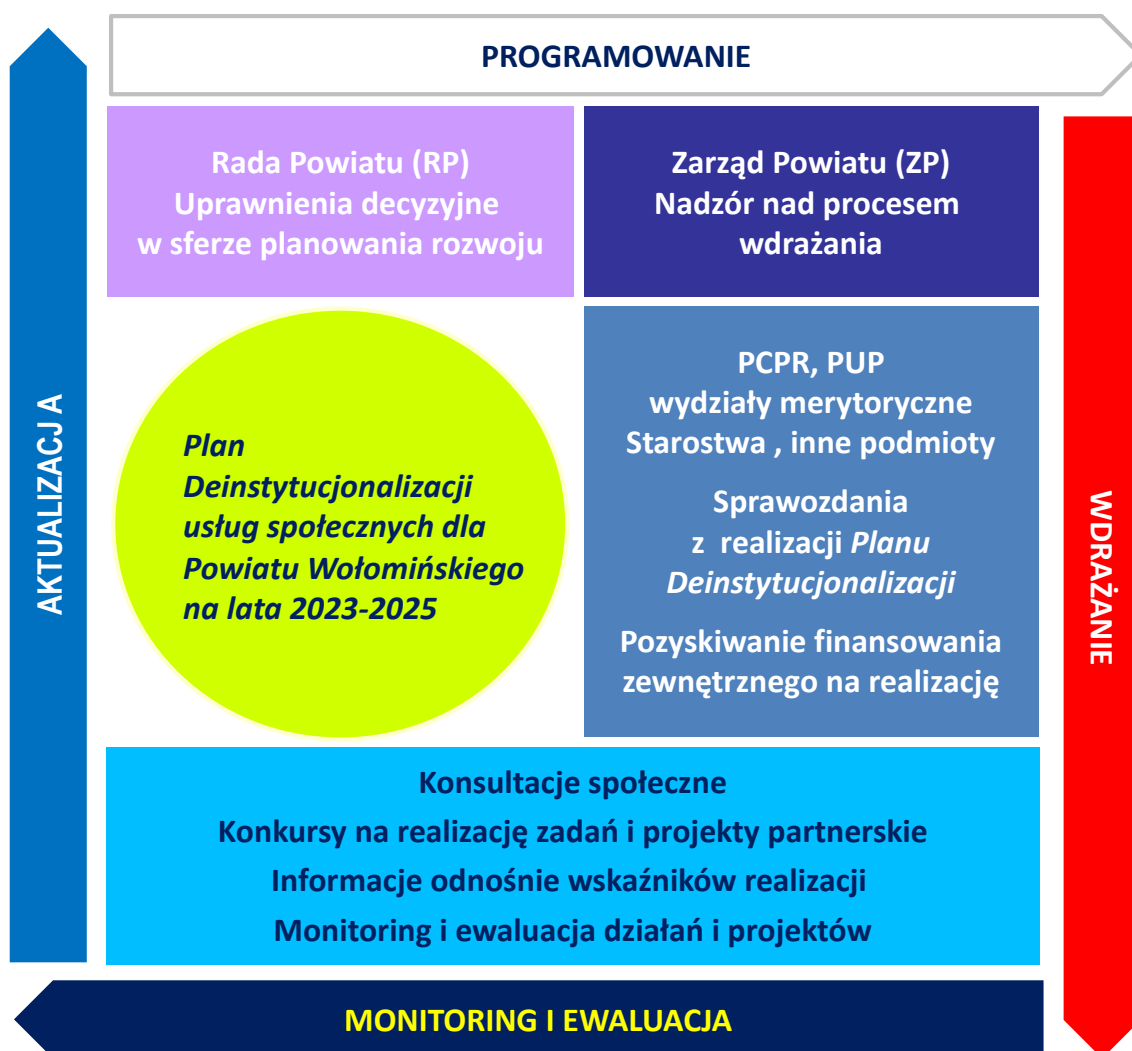 PROGRAMOWANIE
Rada Powiatu (RP)
Uprawnienia decyzyjne
w sferze planowania rozwoju
Zarząd Powiatu (ZP)
Nadzór nad procesem
wdrażania
AKTUALIZACJ A
Plan
Deinstytucjonalizacji
usług społecznych dla
Powiatu Wołomińskiego
na lata 2023-2025
PCPR, PUP
wydziały merytoryczne
Starostwa , inne podmioty
Sprawozdania
z realizacji Planu
Deinstytucjonalizacji
Pozyskiwanie finansowania
zewnętrznego na realizację
WDRAŻANIE
Konsultacje społeczne
Konkursy na realizację zadań i projekty partnerskie
Informacje odnośnie wskaźników realizacji
Monitoring i ewaluacja działań i projektów
MONITORING I EWALUACJA